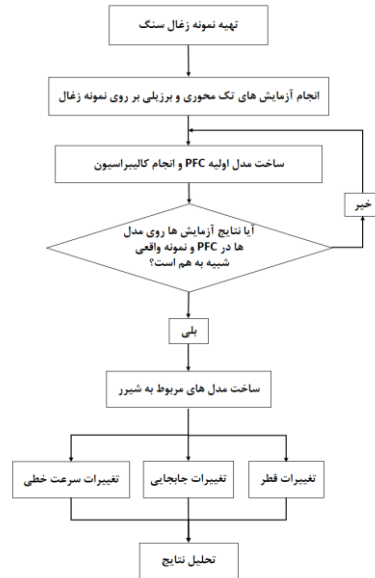 تهیه نمونه زغال سنگ
انجام آزمایش های تک محوری و برزیلی بر روی نمونه زغال
ساخت مدل اولیه PFC و انجام کالیبراسیون
خیر
آیا نتایج آزمایش ها روی مدل
ها در PFC و نمونه واقعی
شبیه به هم است؟
بلی
ساخت مدل های مربوط به شیرر
تغییرات قطر
تغییرات جابجایی
تغییرات سرعت خطی
تحلیل نتایج